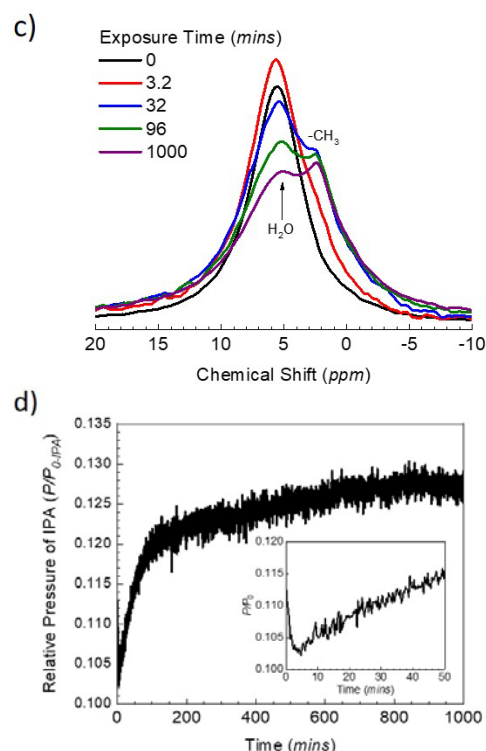 c)
Exposure Time (mins)
0
3.2
32
96
1000
-CH3
H2O
20 15 10 5 0 -5 -10
Chemical Shift (ppm)
d)
0.135
0.130
0.125
0.120
0.115
0.110
0.105
0.100
Relative Pressure of IPA (P/P0-IPA)
0.120
0.115
0.110
0.105
0.100
P/P0
0 10 20 30 40 50
Time (mins)
0 200 400 600 800 1000
Time (mins)